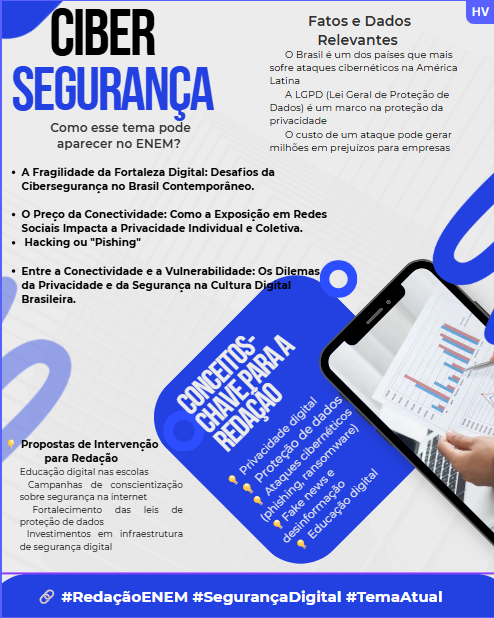 HV
CIBER
SEGURANÇA
Como esse tema pode
aparecer no ENEM?
Fatos e Dados
Relevantes
O Brasil é um dos países que mais
sofre ataques cibernéticos na América
Latina
A LGPD (Lei Geral de Proteção de
Dados) é um marco na proteção da
privacidade
O custo de um ataque pode gerar
milhões em prejuízos para empresas
• A Fragilidade da Fortaleza Digital: Desafios da
Cibersegurança no Brasil Contemporâneo.
• O Preço da Conectividade: Como a Exposição em Redes
Sociais Impacta a Privacidade Individual e Coletiva.
• Hacking ou "Pishing"
• Entre a Conectividade e a Vulnerabilidade: Os Dilemas
da Privacidade e da Segurança na Cultura Digital
Brasileira.
CONCEITOS-
CHAVE PARA A
REDAÇÃO
💡 Privacidade digital
💡 Proteção de dados
💡 Ataques cibernéticos
(phishing, ransomware)
💡 Fake news e
desinformação
💡 Educação digital
💡 Propostas de Intervenção
para Redação
Educação digital nas escolas
Campanhas de conscientização
sobre segurança na internet
Fortalecimento das leis de
proteção de dados
Investimentos em infraestrutura
de segurança digital
🔗 #RedaçãoENEM #SegurançaDigital #TemaAtual